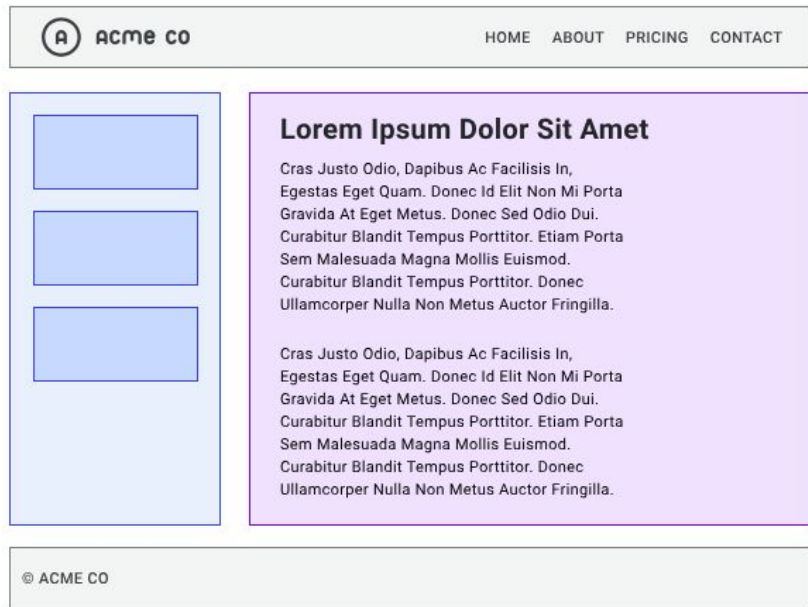 A acme co
HOME ABOUT PRICING CONTACT
Lorem Ipsum Dolor Sit Amet
Cras Justo Odio, Dapibus Ac Facilisis In,
Egestas Eget Quam. Donec Id Elit Non Mi Porta
Gravida At Eget Metus. Donec Sed Odio Dui.
Curabitur Blandit Tempus Porttitor. Etiam Porta
Sem Malesuada Magna Mollis Euismod.
Curabitur Blandit Tempus Porttitor. Donec
Ullamcorper Nulla Non Metus Auctor Fringilla.
Cras Justo Odio, Dapibus Ac Facilisis In,
Egestas Eget Quam. Donec Id Elit Non Mi Porta
Gravida At Eget Metus. Donec Sed Odio Dui.
Curabitur Blandit Tempus Porttitor. Etiam Porta
Sem Malesuada Magna Mollis Euismod.
Curabitur Blandit Tempus Porttitor. Donec
Ullamcorper Nulla Non Metus Auctor Fringilla.
© ACME CO